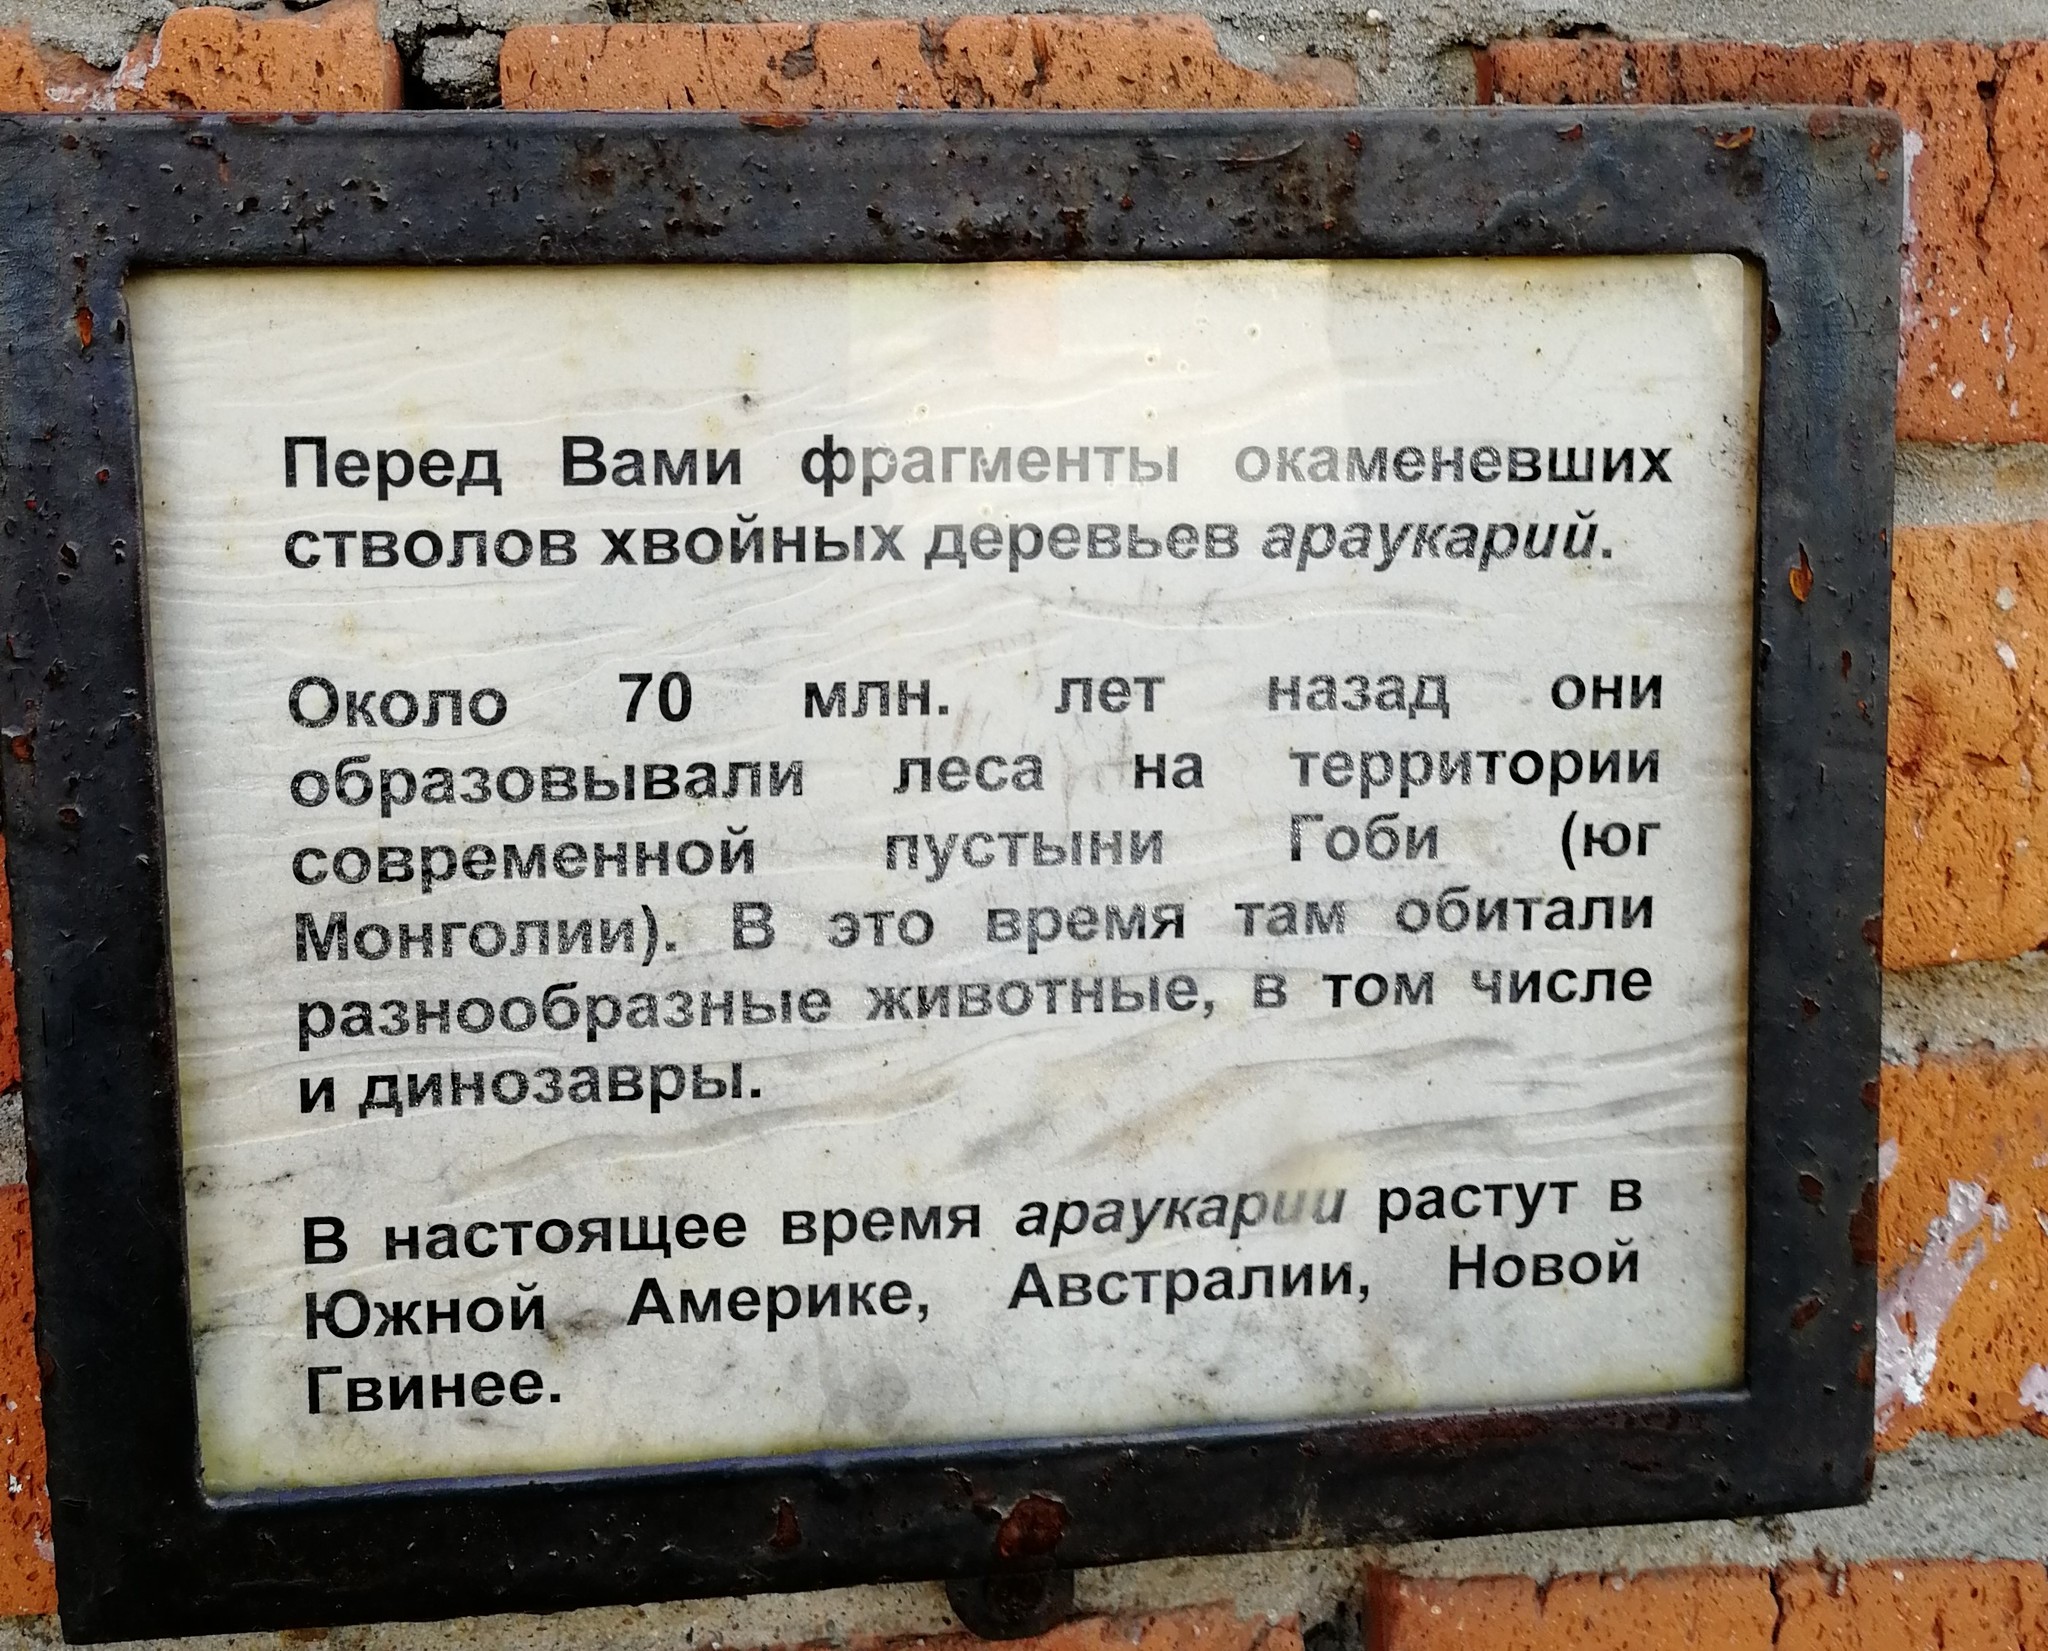 Перед Вами фрагменты окаменевших
стволов хвойных деревьев араукарий.
Около 70 млн. лет назад они
образовывали леса на территории
современной пустыни Гоби (юг
Монголии). В это время там обитали
разнообразные животные, в том числе
и динозавры.
В настоящее время араукарии растут в
Южной Америке, Австралии, Новой
Гвинее.